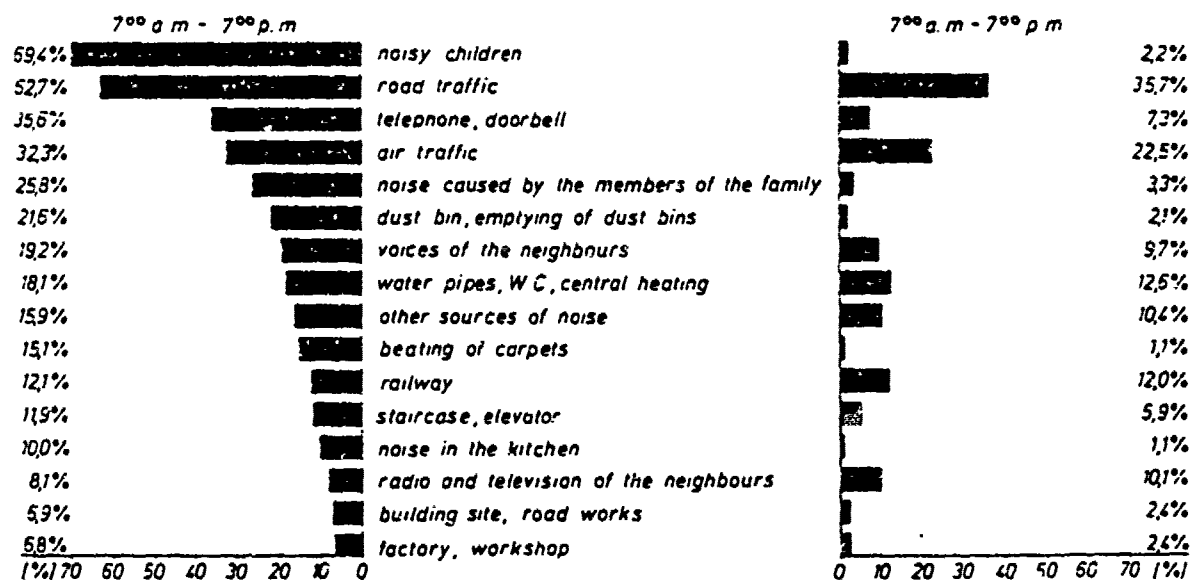 7⁰⁰ a m - 7⁰⁰ p.m 7⁰⁰ a.m - 7⁰⁰ p m
69,4% noisy children 2,2%
62,7% road traffic 35,7%
35,6% telephone, doorbell 7,3%
32,3% air traffic 22,5%
25,8% noise caused by the members of the family 3,3%
21,6% dust bin, emptying of dust bins 2,1%
19,2% voices of the neighbours 9,7%
18,1% water pipes, W C, central heating 12,6%
15,9% other sources of noise 10,4%
15,1% beating of carpets 1,1%
12,1% railway 12,0%
11,9% staircase, elevator 5,9%
10,0% noise in the kitchen 1,1%
8,1% radio and television of the neighbours 10,1%
6,9% building site, road works 2,4%
6,8% factory, workshop 2,4%
[%] 70 60 50 40 30 20 10 0 0 10 20 30 40 50 60 70 [%]